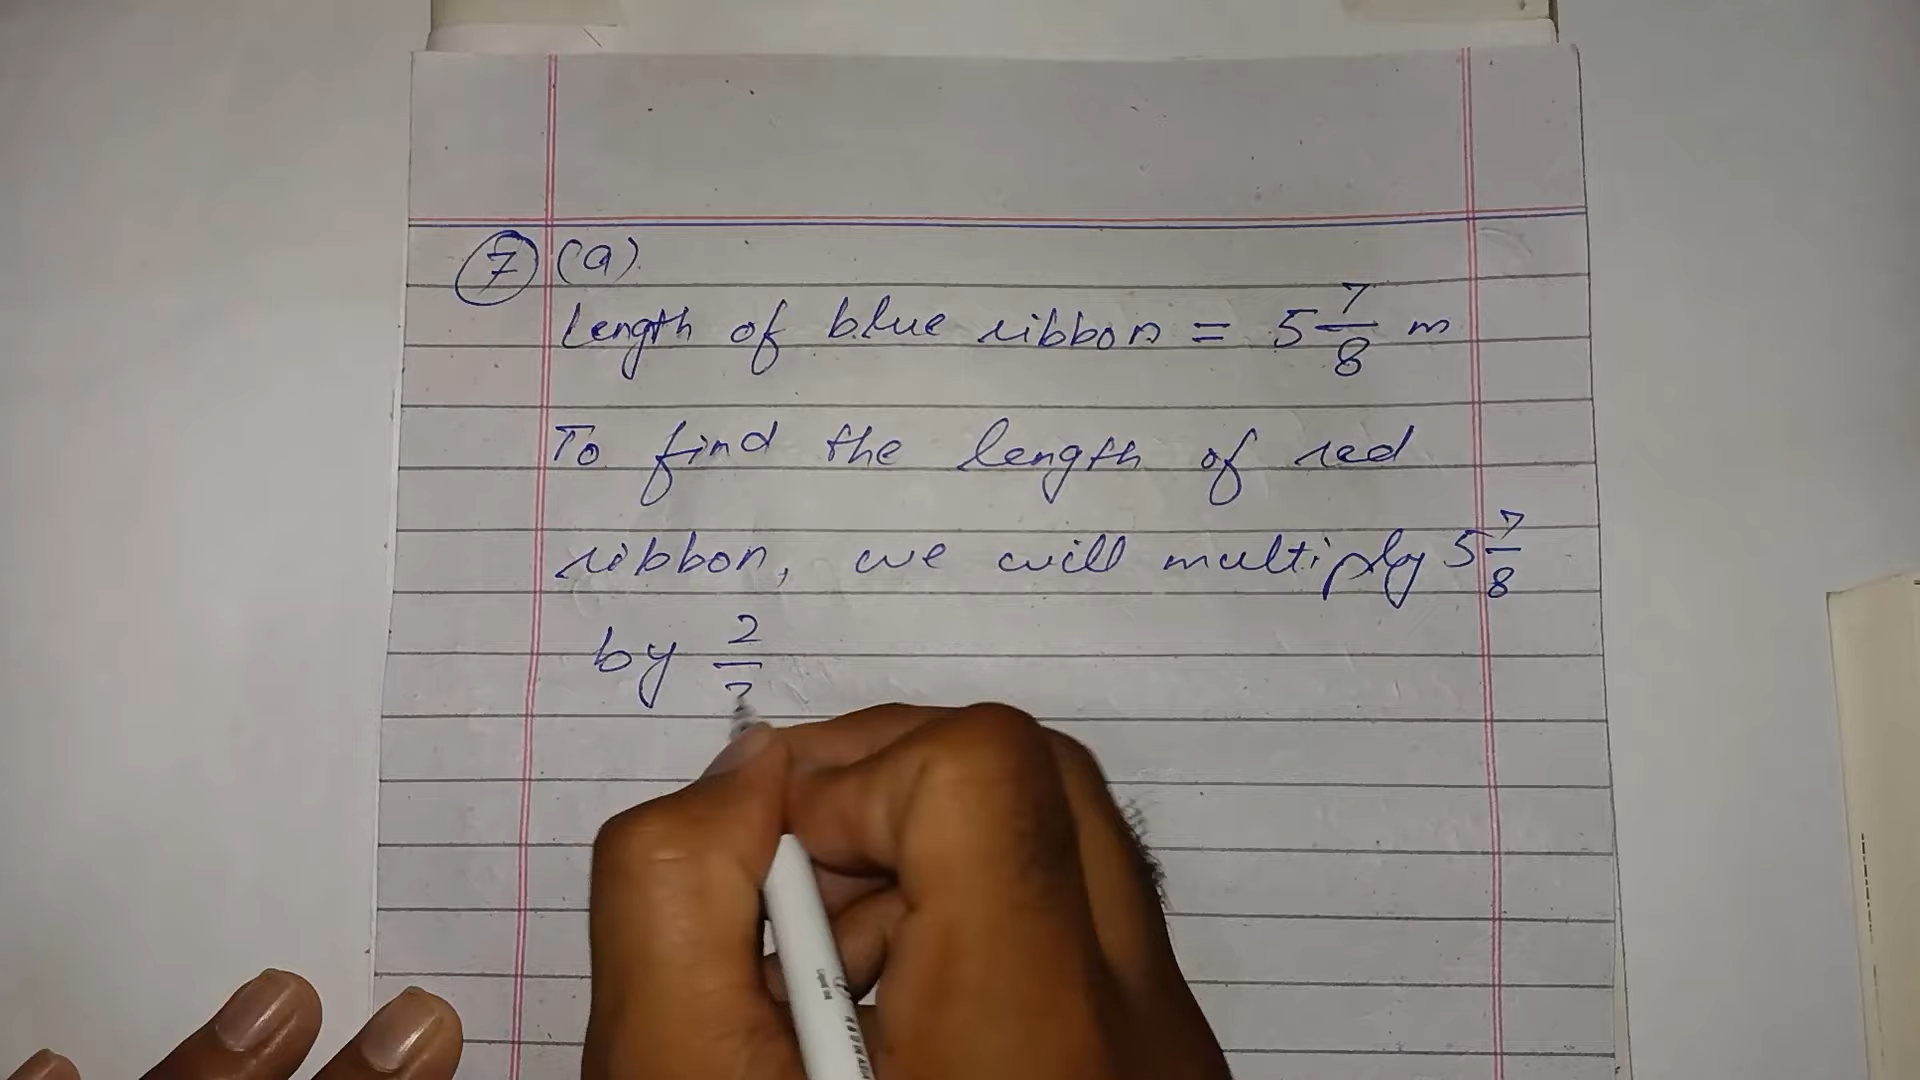 7 (a).
Length of blue ribbon = 5 7/8 m
To find the length of red
ribbon, we will multiply 5 7/8
by 2/